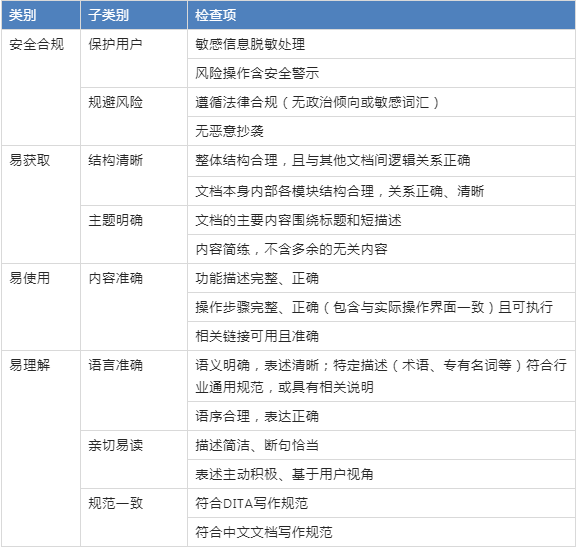 类别 子类别 检查项
安全合规 保护用户 敏感信息脱敏处理
风险操作含安全警示
规避风险 遵循法律合规（无政治倾向或敏感词汇）
无恶意抄袭
易获取 结构清晰 整体结构合理，且与其他文档间逻辑关系正确
文档本身内部各模块结构合理，关系正确、清晰
主题明确 文档的主要内容围绕标题和短描述
内容简练，不含多余的无关内容
易使用 内容准确 功能描述完整、正确
操作步骤完整、正确（包含与实际操作界面一致）且可执行
相关链接可用且准确
易理解 语言准确 语义明确，表述清晰；特定描述（术语、专有名词等）符合行
业通用规范，或具有相关说明
语序合理，表达正确
亲切易读 描述简洁、断句恰当
表述主动积极、基于用户视角
规范一致 符合DITA写作规范
符合中文文档写作规范